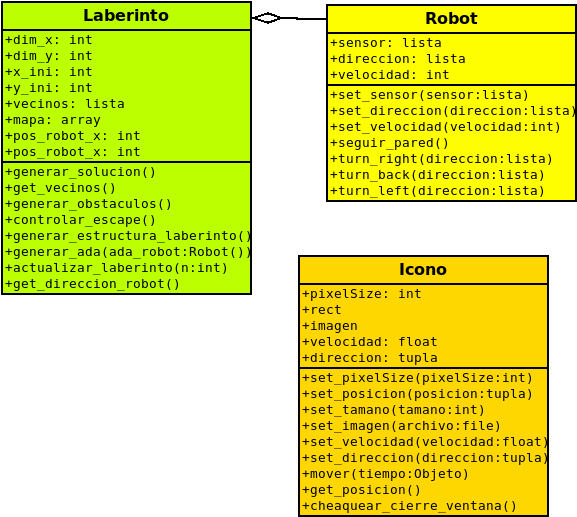 Laberinto
+dim_x: int
+dim_y: int
+x_ini: int
+y_ini: int
+vecinos: lista
+mapa: array
+pos_robot_x: int
+pos_robot_x: int
+generar_solucion()
+get_vecinos()
+generar_obstaculos()
+controlar_escape()
+generar_estructura_laberinto()
+generar_ada(ada_robot:Robot())
+actualizar_laberinto(n:int)
+get_direccion_robot()
Robot
+sensor: lista
+direccion: lista
+velocidad: int
+set_sensor(sensor:lista)
+set_direccion(direccion:lista)
+set_velocidad(velocidad:int)
+seguir_pared()
+turn_right(direccion:lista)
+turn_back(direccion:lista)
+turn_left(direccion:lista)
Icono
+pixelSize: int
+rect
+imagen
+velocidad: float
+direccion: tupla
+set_pixelSize(pixelSize:int)
+set_posicion(posicion:tupla)
+set_tamano(tamano:int)
+set_imagen(archivo:file)
+set_velocidad(velocidad:float)
+set_direccion(direccion:tupla)
+mover(tiempo:Objeto)
+get_posicion()
+cheaquear_cierre_ventana()